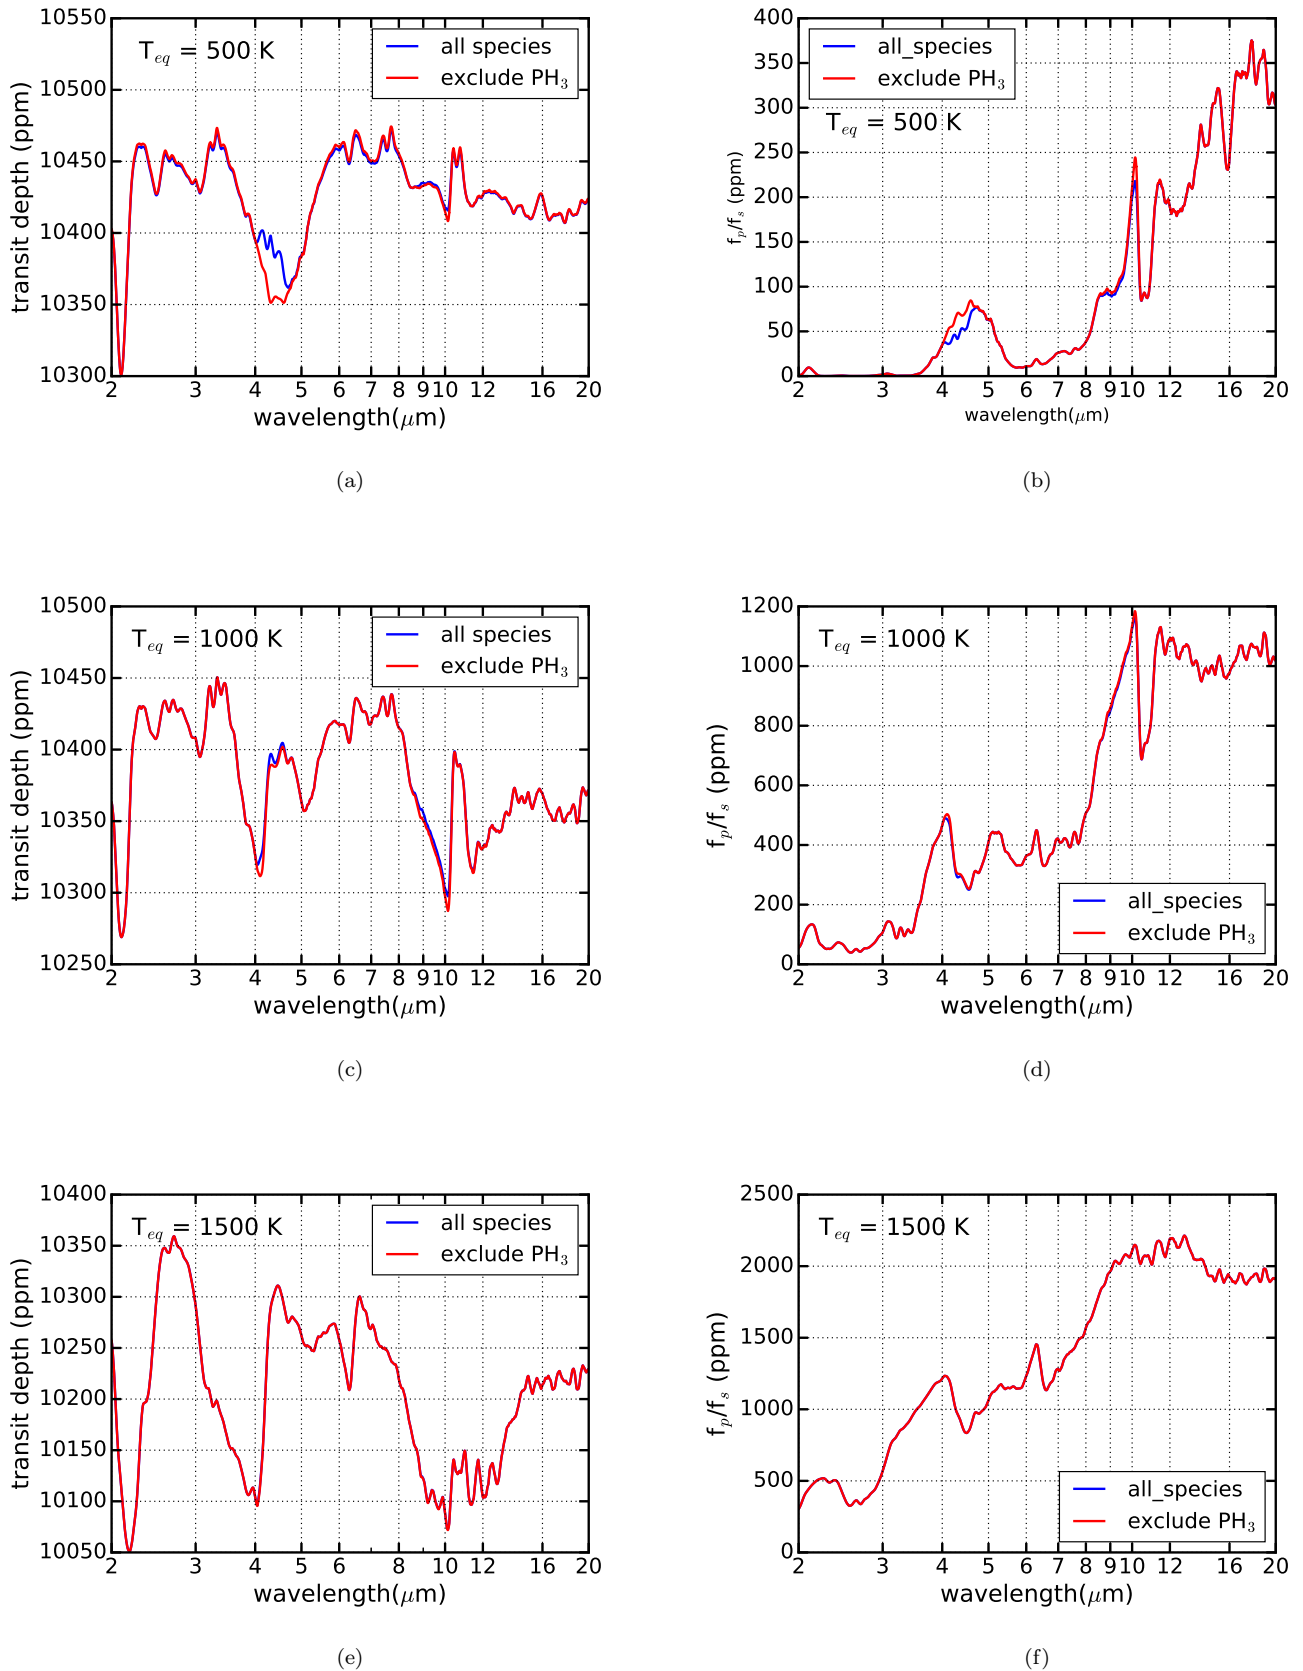 10550
10500
10450
10400
10350
10300
transit depth (ppm)
T_eq = 500 K
all species
exclude PH₃
2 3 4 5 6 7 8 9 10 12 16 20
wavelength(μm)
(a)
400
350
300
250
200
150
100
50
0
f_p/f_s (ppm)
all_species
exclude PH₃
T_eq = 500 K
2 3 4 5 6 7 8 9 10 12 16 20
wavelength(μm)
(b)
10500
10450
10400
10350
10300
10250
transit depth (ppm)
T_eq = 1000 K
all species
exclude PH₃
2 3 4 5 6 7 8 9 10 12 16 20
wavelength(μm)
(c)
1200
1000
800
600
400
200
0
f_p/f_s (ppm)
T_eq = 1000 K
all_species
exclude PH₃
2 3 4 5 6 7 8 9 10 12 16 20
wavelength(μm)
(d)
10400
10350
10300
10250
10200
10150
10100
10050
transit depth (ppm)
T_eq = 1500 K
all species
exclude PH₃
2 3 4 5 6 7 8 9 10 12 16 20
wavelength(μm)
(e)
2500
2000
1500
1000
500
0
f_p/f_s (ppm)
T_eq = 1500 K
all_species
exclude PH₃
2 3 4 5 6 7 8 9 10 12 16 20
wavelength(μm)
(f)